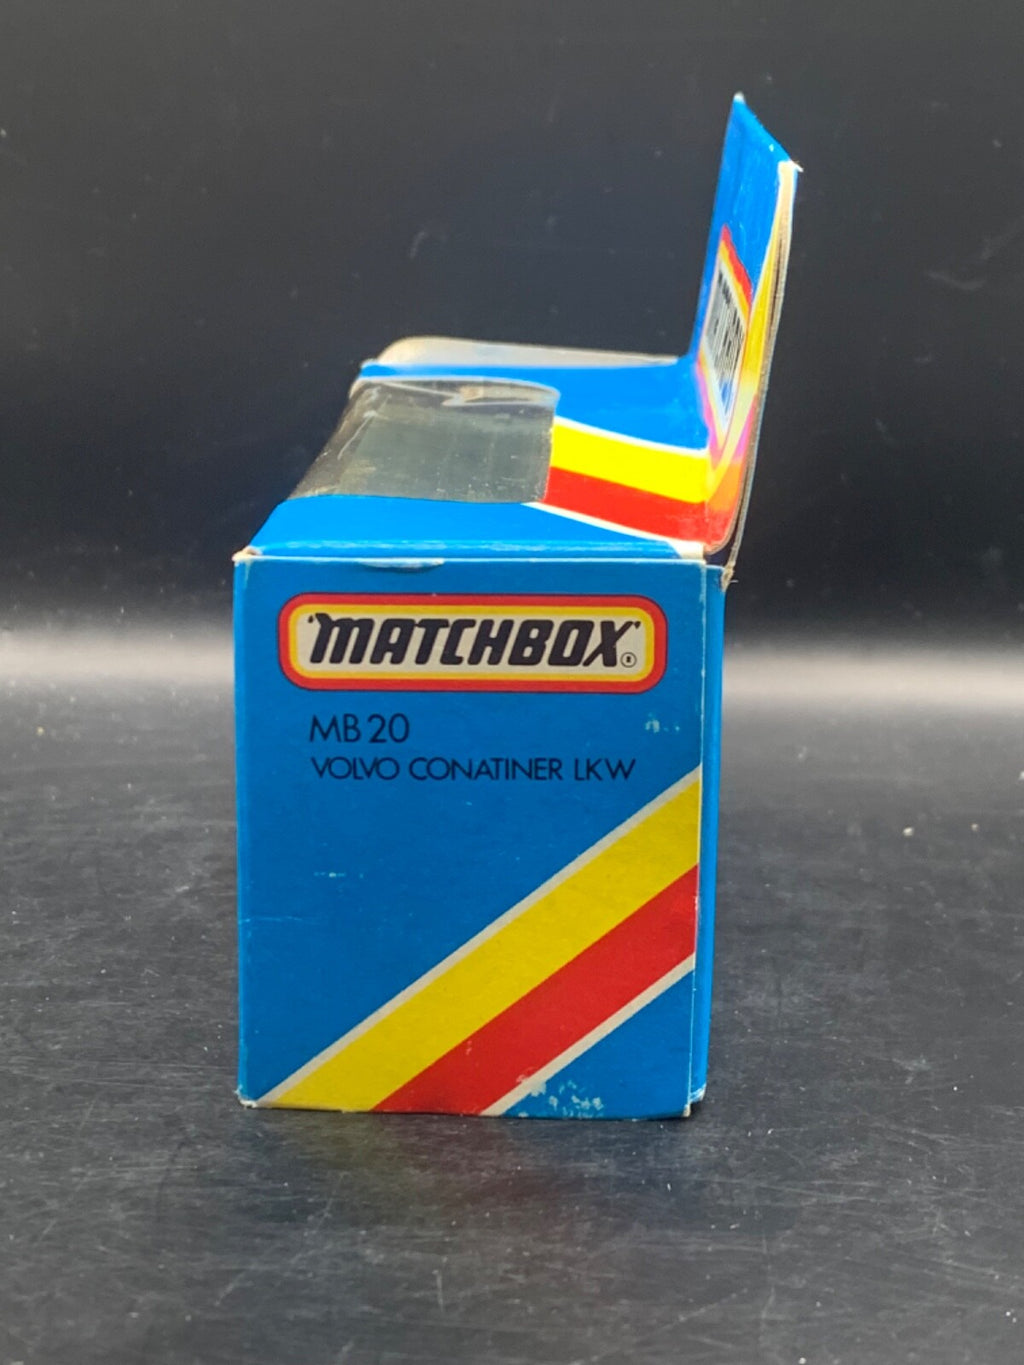 "MATCHBOX"®
MB 20
VOLVO CONATINER LKW